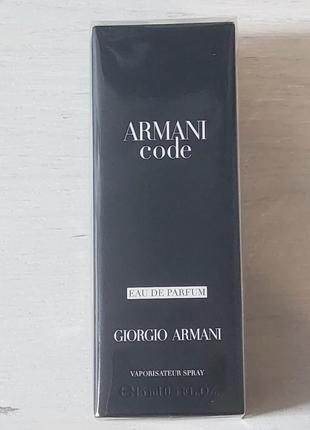 ARMANI
code
EAU DE PARFUM
GIORGIO ARMANI
VAPORISATEUR SPRAY